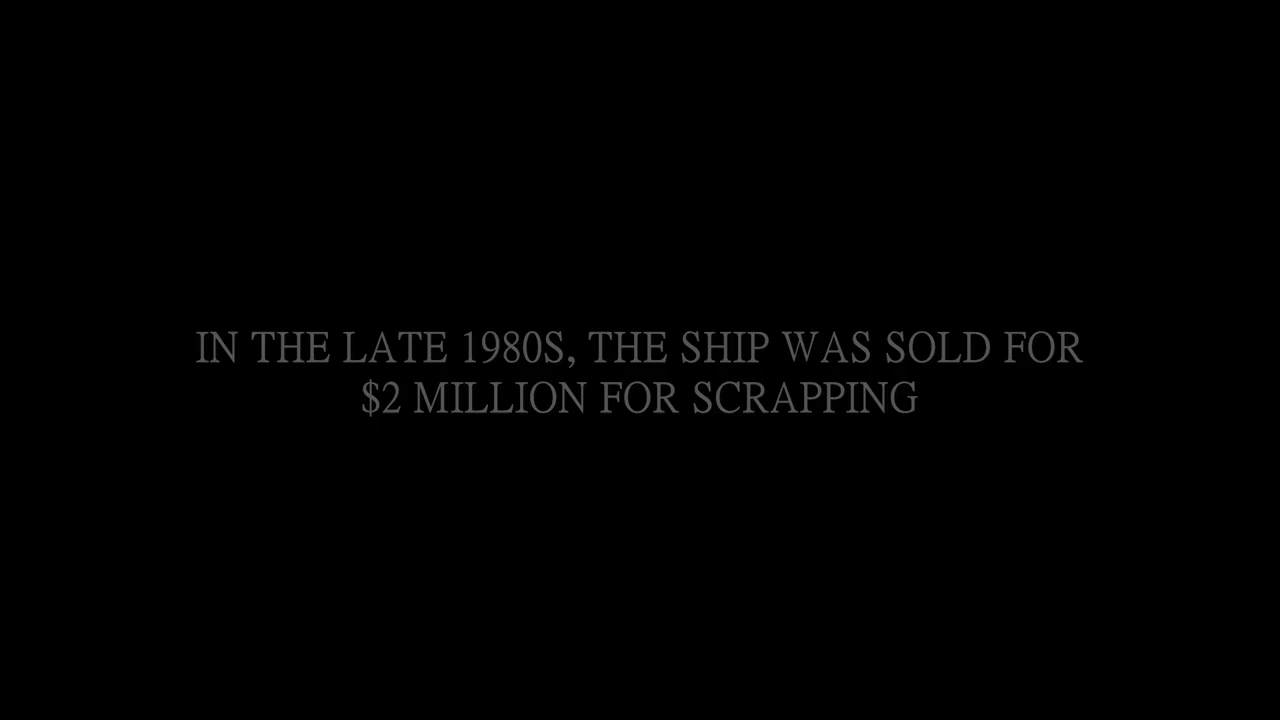 IN THE LATE 1980S, THE SHIP WAS SOLD FOR
$2 MILLION FOR SCRAPPING